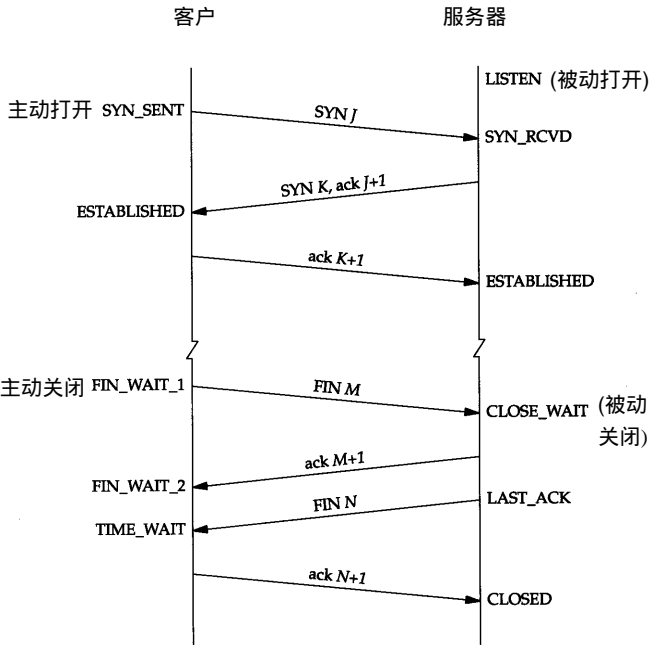 客户 服务器
LISTEN (被动打开)
主动打开 SYN_SENT
SYN J
SYN_RCVD
SYN K, ack J+1
ESTABLISHED
ack K+1
ESTABLISHED
主动关闭 FIN_WAIT_1
FIN M
CLOSE_WAIT (被动
关闭)
ack M+1
FIN_WAIT_2
FIN N
LAST_ACK
TIME_WAIT
ack N+1
CLOSED